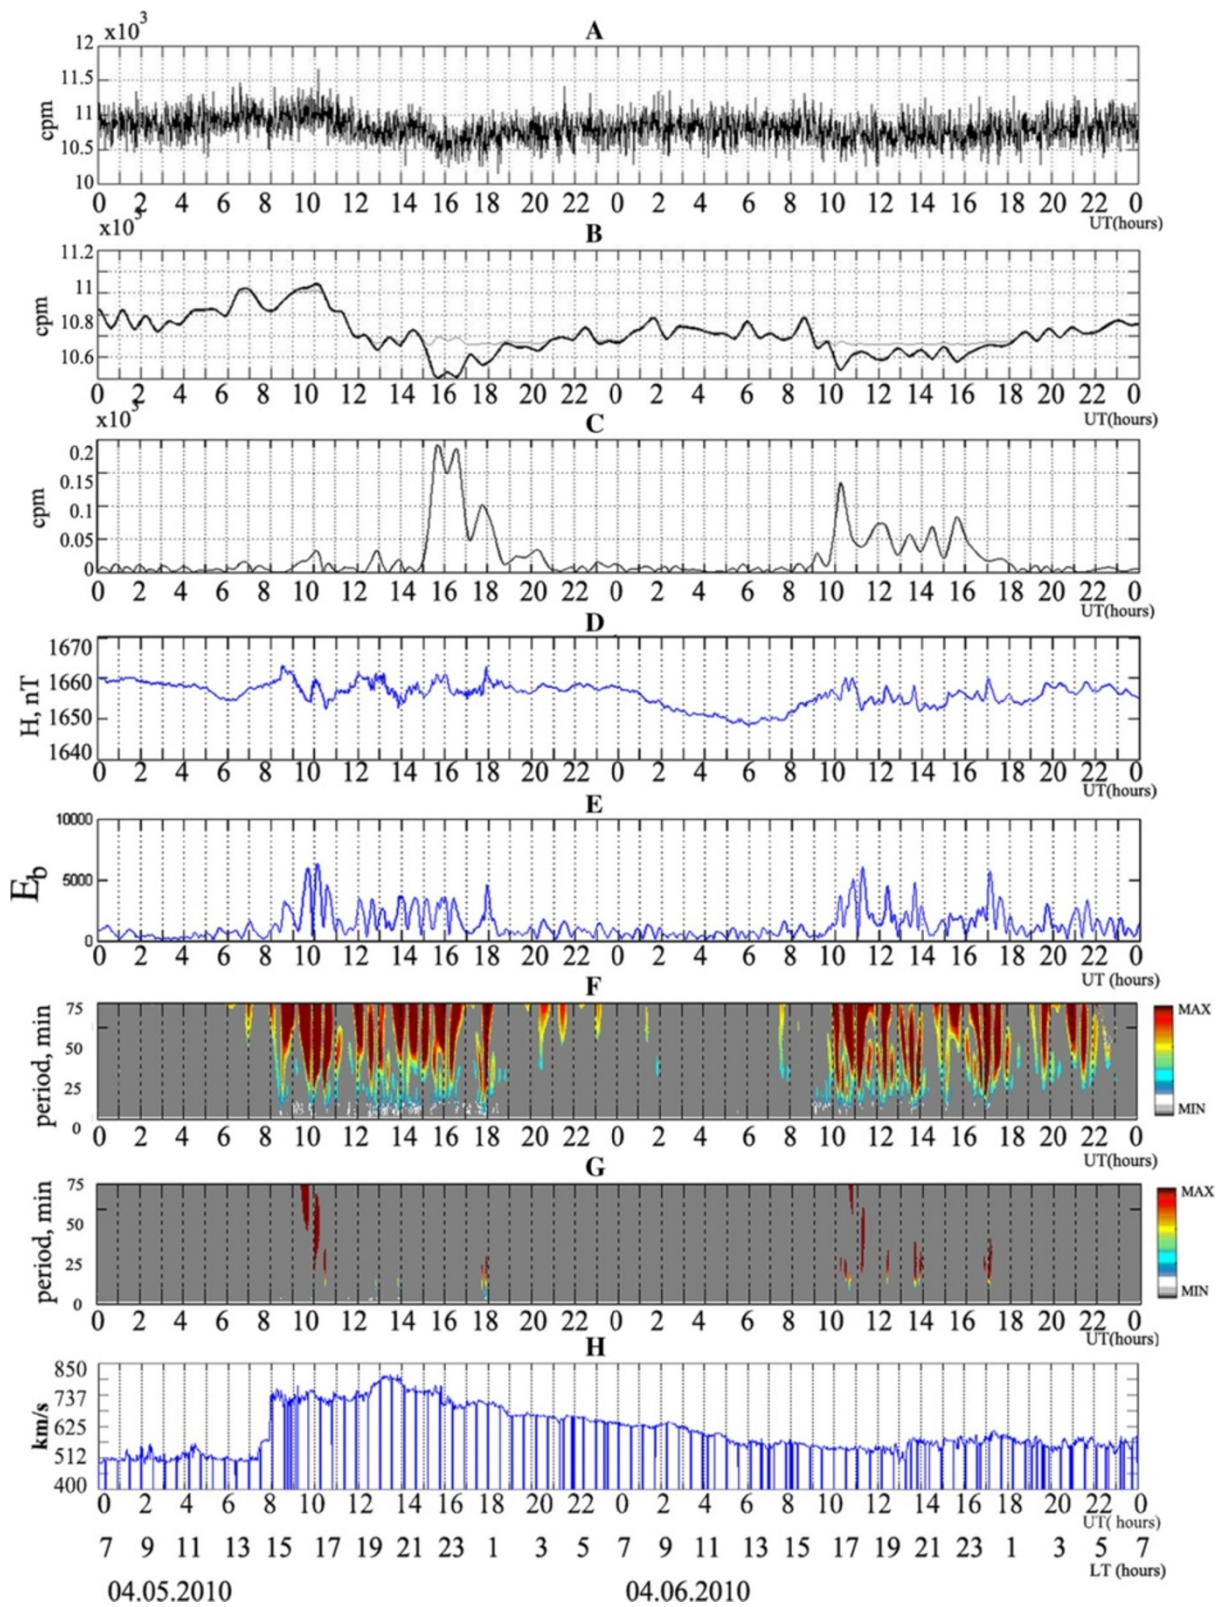 A
x10³
12
11.5
11
10.5
10
cpm
0 2 4 6 8 10 12 14 16 18 20 22 0 2 4 6 8 10 12 14 16 18 20 22 0
UT(hours)
B
x10³
11.2
11
10.8
10.6
cpm
0 2 4 6 8 10 12 14 16 18 20 22 0 2 4 6 8 10 12 14 16 18 20 22 0
UT(hours)
C
x10³
0.2
0.15
0.1
0.05
0
cpm
0 2 4 6 8 10 12 14 16 18 20 22 0 2 4 6 8 10 12 14 16 18 20 22 0
UT(hours)
D
1670
1660
1650
1640
H, nT
0 2 4 6 8 10 12 14 16 18 20 22 0 2 4 6 8 10 12 14 16 18 20 22 0
UT(hours)
E
10000
5000
0
E_b
0 2 4 6 8 10 12 14 16 18 20 22 0 2 4 6 8 10 12 14 16 18 20 22 0
UT (hours)
F
75
50
25
0
period, min
MAX
MIN
0 2 4 6 8 10 12 14 16 18 20 22 0 2 4 6 8 10 12 14 16 18 20 22 0
UT(hours)
G
75
50
25
0
period, min
MAX
MIN
0 2 4 6 8 10 12 14 16 18 20 22 0 2 4 6 8 10 12 14 16 18 20 22 0
UT(hours)
H
850
737
625
512
400
km/s
0 2 4 6 8 10 12 14 16 18 20 22 0 2 4 6 8 10 12 14 16 18 20 22 0
UT( hours)
7 9 11 13 15 17 19 21 23 1 3 5 7 9 11 13 15 17 19 21 23 1 3 5 7
LT (hours)
04.05.2010 04.06.2010